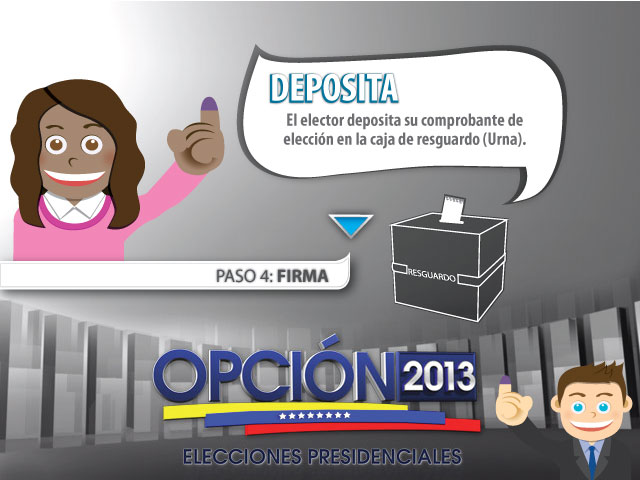 DEPOSITA
El elector deposita su comprobante de
elección en la caja de resguardo (Urna).
RESGUARDO
PASO 4: FIRMA
OPCIÓN 2013
ELECCIONES PRESIDENCIALES